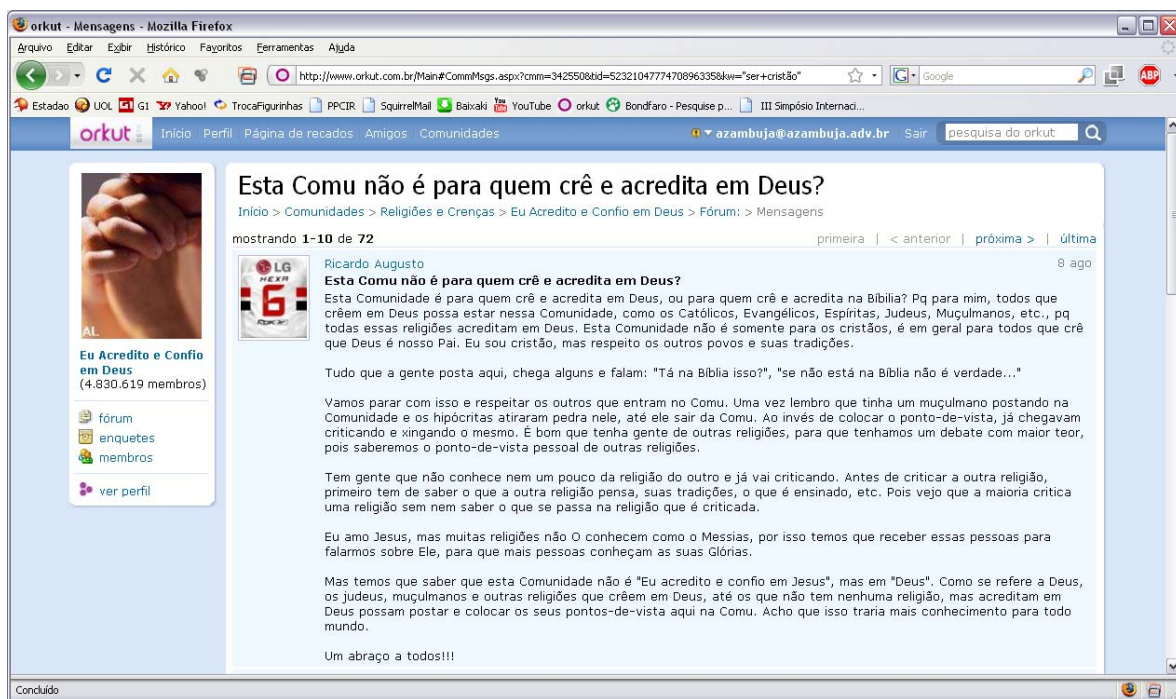 orkut - Mensagens - Mozilla Firefox
Arquivo Editar Exibir Histórico Favoritos Ferramentas Ajuda
http://www.orkut.com.br/Main#CommMsgs.aspx?cmm=342550&tid=5232104777470896335&kw="ser+cristão"
Google
ABP
Estadao UOL G1 Yahoo! TrocaFigurinhas PPCIR SquirrelMail Baixaki YouTube orkut Bondfaro - Pesquise p... III Simpósio Internaci...
orkut Início Perfil Página de recados Amigos Comunidades azambuja@azambuja.adv.br Sair pesquisa do orkut
AL
Eu Acredito e Confio
em Deus
(4.830.619 membros)
fórum
enquetes
membros
ver perfil
Esta Comu não é para quem crê e acredita em Deus?
Início > Comunidades > Religiões e Crenças > Eu Acredito e Confio em Deus > Fórum: > Mensagens
mostrando 1-10 de 72
primeira | < anterior | próxima > | última
LG
HEXA
6
Ricardo Augusto
8 ago
Esta Comu não é para quem crê e acredita em Deus?
Esta Comunidade é para quem crê e acredita em Deus, ou para quem crê e acredita na Bíbilia? Pq para mim, todos que
crêem em Deus possa estar nessa Comunidade, como os Católicos, Evangélicos, Espíritas, Judeus, Muçulmanos, etc., pq
todas essas religiões acreditam em Deus. Esta Comunidade não é somente para os cristãos, é em geral para todos que crê
que Deus é nosso Pai. Eu sou cristão, mas respeito os outros povos e suas tradições.
Tudo que a gente posta aqui, chega alguns e falam: "Tá na Bíblia isso?", "se não está na Bíblia não é verdade..."
Vamos parar com isso e respeitar os outros que entram no Comu. Uma vez lembro que tinha um muçulmano postando na
Comunidade e os hipócritas atiraram pedra nele, até ele sair da Comu. Ao invés de colocar o ponto-de-vista, já chegavam
criticando e xingando o mesmo. É bom que tenha gente de outras religiões, para que tenhamos um debate com maior teor,
pois saberemos o ponto-de-vista pessoal de outras religiões.
Tem gente que não conhece nem um pouco da religião do outro e já vai criticando. Antes de criticar a outra religião,
primeiro tem de saber o que a outra religião pensa, suas tradições, o que é ensinado, etc. Pois vejo que a maioria critica
uma religião sem nem saber o que se passa na religião que é criticada.
Eu amo Jesus, mas muitas religiões não O conhecem como o Messias, por isso temos que receber essas pessoas para
falarmos sobre Ele, para que mais pessoas conheçam as suas Glórias.
Mas temos que saber que esta Comunidade não é "Eu acredito e confio em Jesus", mas em "Deus". Como se refere a Deus,
os judeus, muçulmanos e outras religiões que crêem em Deus, até os que não tem nenhuma religião, mas acreditam em
Deus possam postar e colocar os seus pontos-de-vista aqui na Comu. Acho que isso traria mais conhecimento para todo
mundo.
Um abraço a todos!!!
Concluído